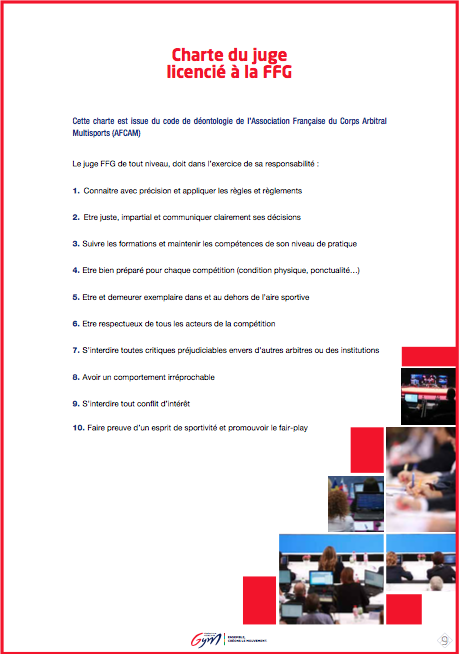 Charte du juge
licencié à la FFG
Cette charte est issue du code de déontologie de l'Association Française du Corps Arbitral
Multisports (AFCAM)
Le juge FFG de tout niveau, doit dans l'exercice de sa responsabilité :
1. Connaitre avec précision et appliquer les règles et règlements
2. Etre juste, impartial et communiquer clairement ses décisions
3. Suivre les formations et maintenir les compétences de son niveau de pratique
4. Etre bien préparé pour chaque compétition (condition physique, ponctualité...)
5. Etre et demeurer exemplaire dans et au dehors de l'aire sportive
6. Etre respectueux de tous les acteurs de la compétition
7. S'interdire toutes critiques préjudiciables envers d'autres arbitres ou des institutions
8. Avoir un comportement irréprochable
9. S'interdire tout conflit d'intérêt
10. Faire preuve d'un esprit de sportivité et promouvoir le fair-play
Gym
ENSEMBLE,
CRÉONS LE MOUVEMENT
9